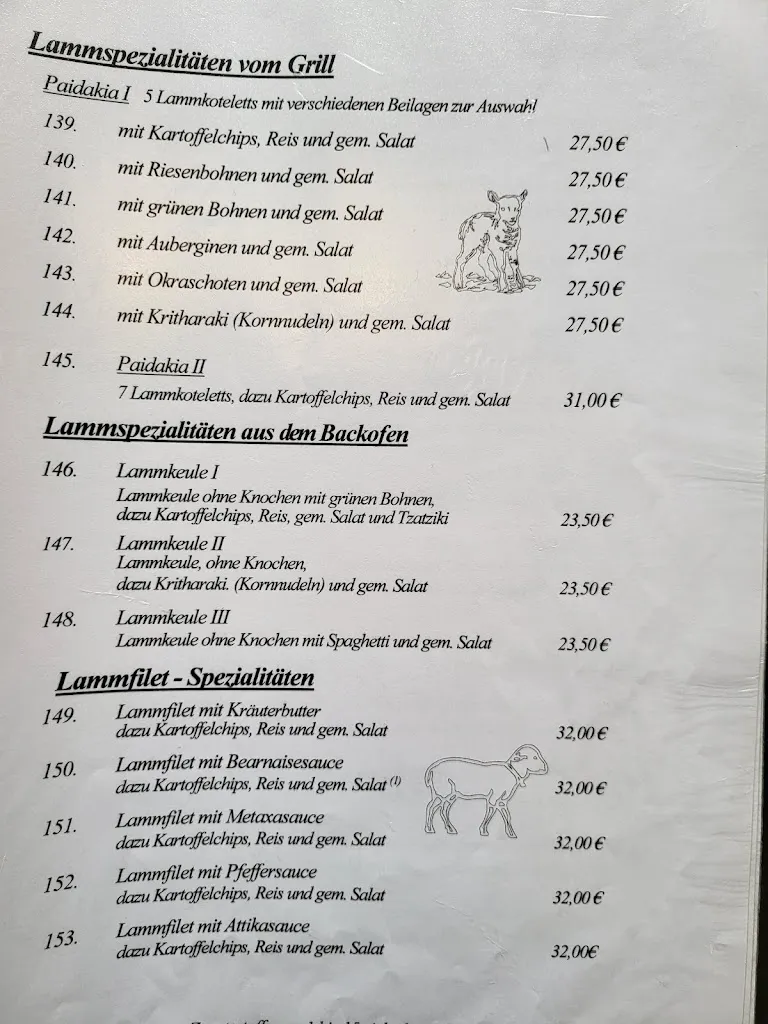 Lammspezialitäten vom Grill
Paidakia I 5 Lammkoteletts mit verschiedenen Beilagen zur Auswahl
139. mit Kartoffelchips, Reis und gem. Salat 27,50 €
140. mit Riesenbohnen und gem. Salat 27,50 €
141. mit grünen Bohnen und gem. Salat 27,50 €
142. mit Auberginen und gem. Salat 27,50 €
143. mit Okraschoten und gem. Salat 27,50 €
144. mit Kritharaki (Kornnudeln) und gem. Salat 27,50 €
145. Paidakia II
7 Lammkoteletts, dazu Kartoffelchips, Reis und gem. Salat 31,00 €
Lammspezialitäten aus dem Backofen
146. Lammkeule I
Lammkeule ohne Knochen mit grünen Bohnen,
dazu Kartoffelchips, Reis, gem. Salat und Tzatziki 23,50 €
147. Lammkeule II
Lammkeule, ohne Knochen,
dazu Kritharaki. (Kornnudeln) und gem. Salat 23,50 €
148. Lammkeule III
Lammkeule ohne Knochen mit Spaghetti und gem. Salat 23,50 €
Lammfilet - Spezialitäten
149. Lammfilet mit Kräuterbutter
dazu Kartoffelchips, Reis und gem. Salat 32,00 €
150. Lammfilet mit Bearnaisesauce
dazu Kartoffelchips, Reis und gem. Salat (1) 32,00 €
151. Lammfilet mit Metaxasauce
dazu Kartoffelchips, Reis und gem. Salat 32,00 €
152. Lammfilet mit Pfeffersauce
dazu Kartoffelchips, Reis und gem. Salat 32,00 €
153. Lammfilet mit Attikasauce
dazu Kartoffelchips, Reis und gem. Salat 32,00€